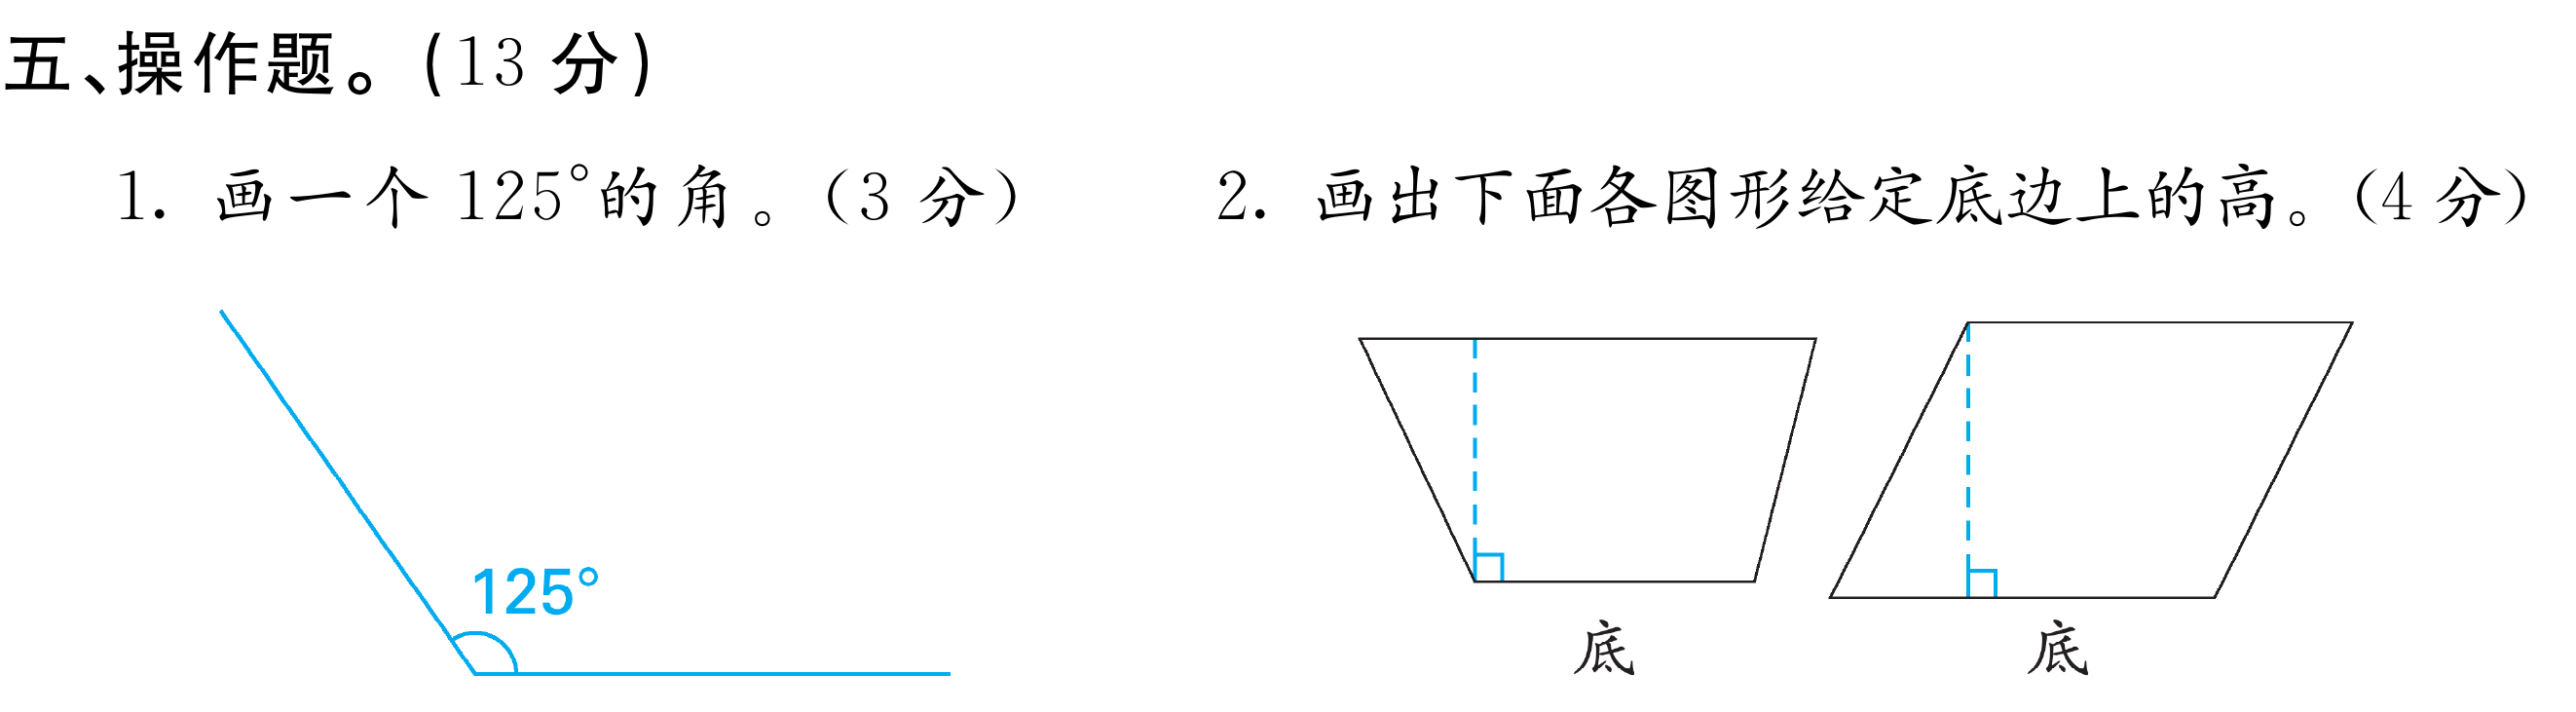 五、操作题。(13 分)
1. 画一个 125°的角。(3 分)
2. 画出下面各图形给定底边上的高。(4 分)
125°
底
底